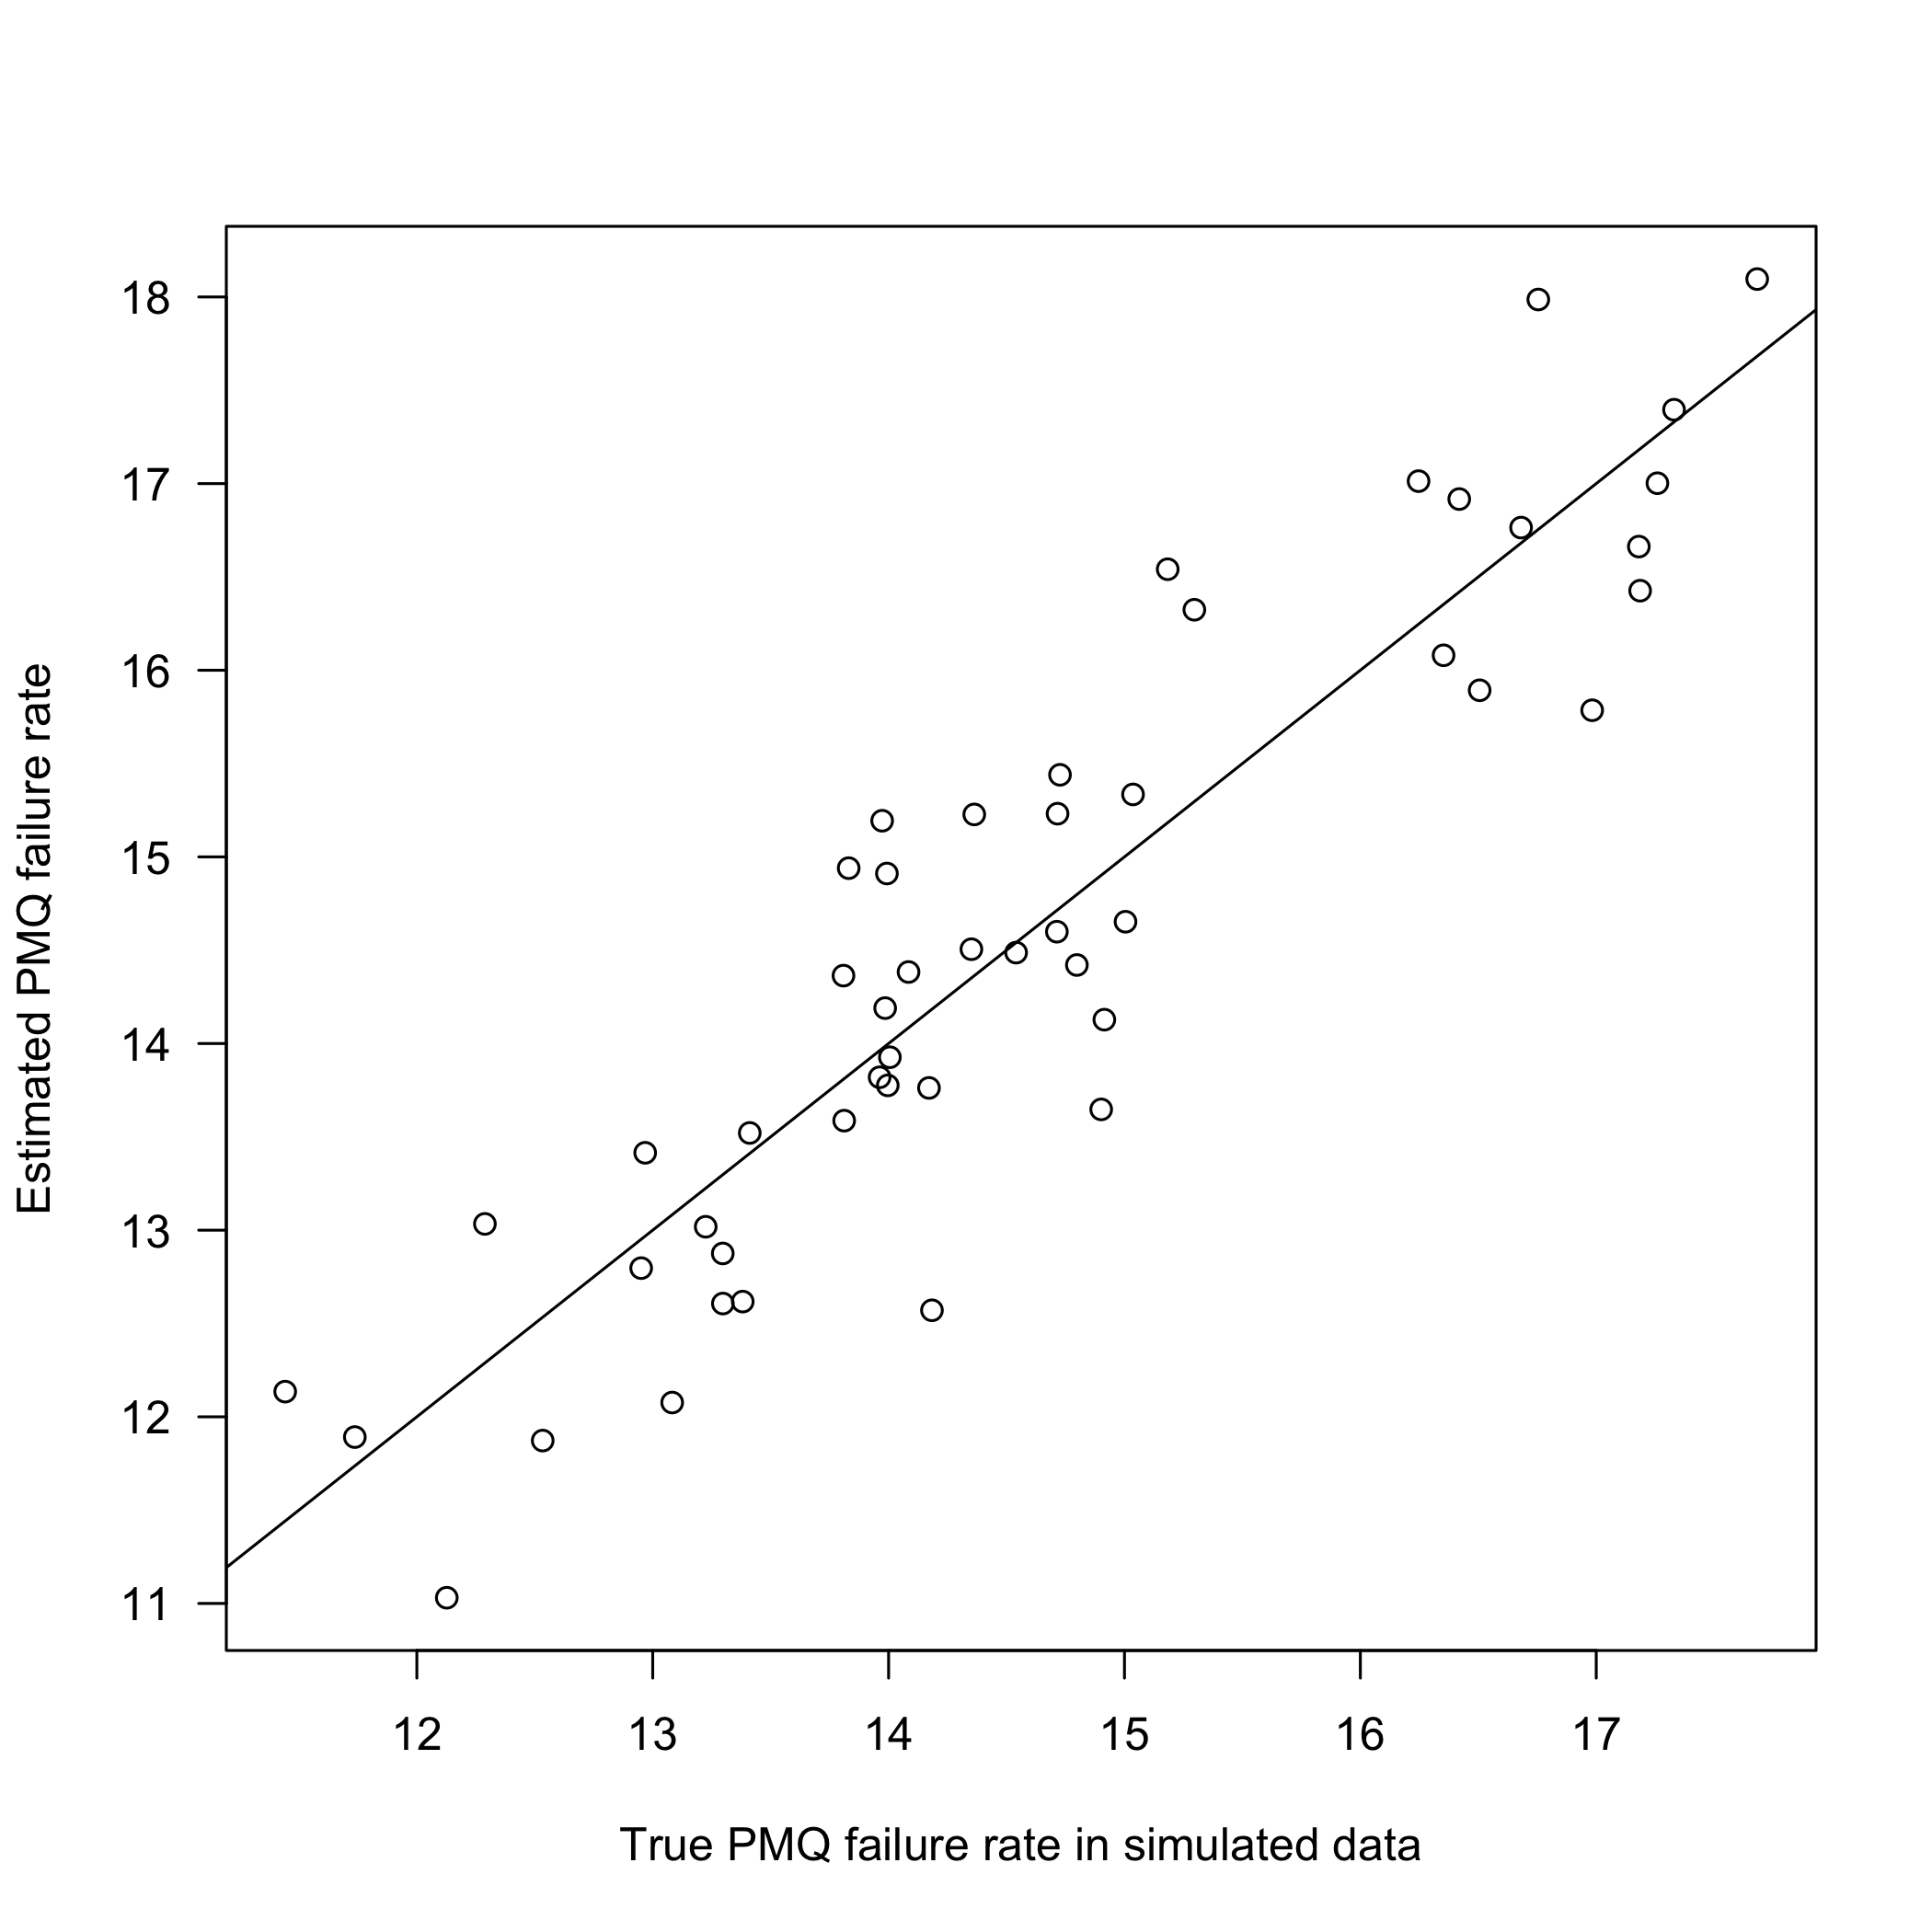 18
17
16
15
14
13
12
11
Estimated PMQ failure rate
12 13 14 15 16 17
True PMQ failure rate in simulated data